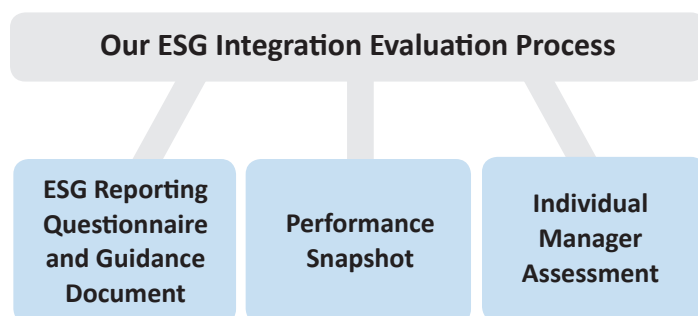 Our ESG Integration Evaluation Process
ESG Reporting
Questionnaire
and Guidance
Document
Performance
Snapshot
Individual
Manager
Assessment